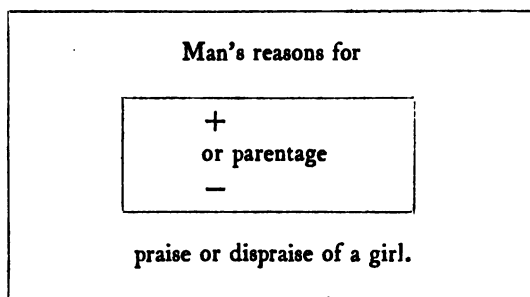 Man's reasons for
+
or parentage
−
praise or dispraise of a girl.